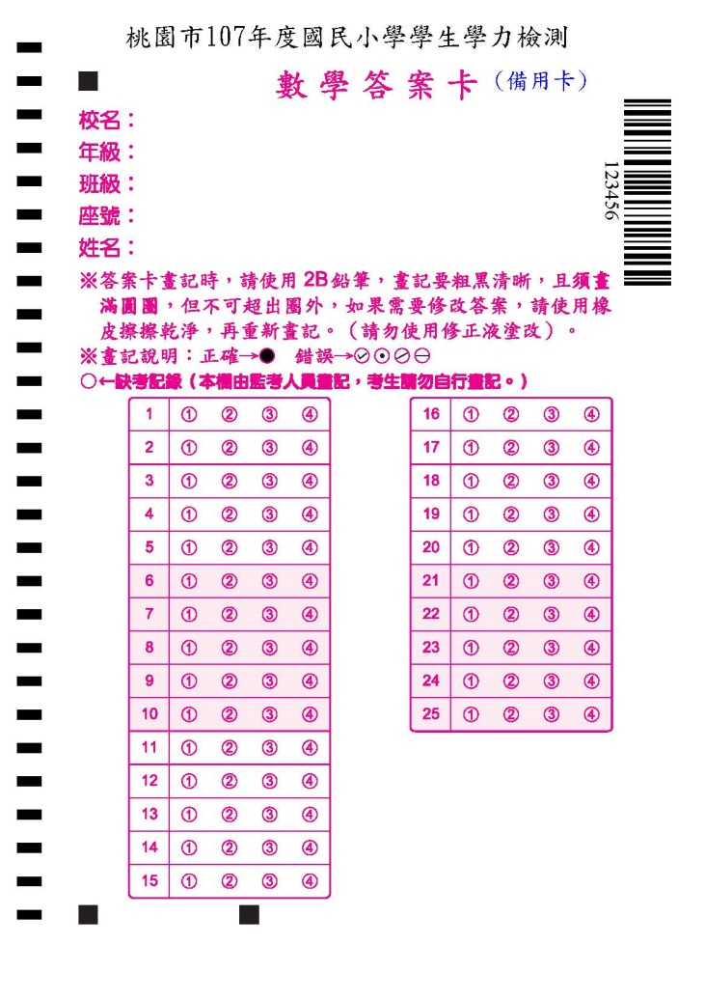 桃園市107年度國民小學學生學力檢測
數學答案卡(備用卡)
校名：
年級：
班級：
座號：
姓名：
123456
※答案卡畫記時，請使用 2B鉛筆，畫記要粗黑清晰，且須畫
滿圓圈，但不可超出圈外，如果需要修改答案，請使用橡
皮擦擦乾淨，再重新畫記。（請勿使用修正液塗改）。
※畫記說明：正確→● 錯誤→
○←缺考記錄（本欄由監考人員畫記，考生請勿自行畫記。）
1 ① ② ③ ④
2 ① ② ③ ④
3 ① ② ③ ④
4 ① ② ③ ④
5 ① ② ③ ④
6 ① ② ③ ④
7 ① ② ③ ④
8 ① ② ③ ④
9 ① ② ③ ④
10 ① ② ③ ④
11 ① ② ③ ④
12 ① ② ③ ④
13 ① ② ③ ④
14 ① ② ③ ④
15 ① ② ③ ④
16 ① ② ③ ④
17 ① ② ③ ④
18 ① ② ③ ④
19 ① ② ③ ④
20 ① ② ③ ④
21 ① ② ③ ④
22 ① ② ③ ④
23 ① ② ③ ④
24 ① ② ③ ④
25 ① ② ③ ④